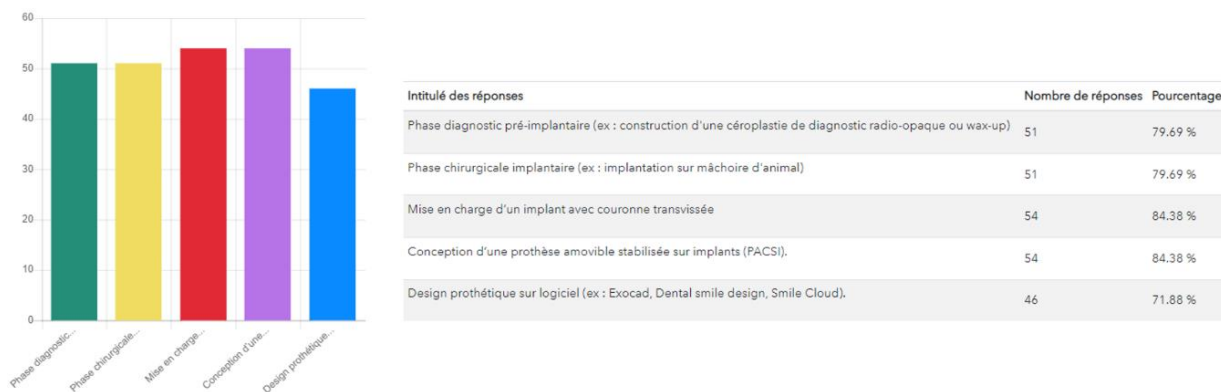 60
50
40
30
20
10
0
Phase diagnostic...
Phase chirurgicale...
Mise en charge...
Conception d'une...
Design prothétique...
Intitulé des réponses Nombre de réponses Pourcentage
Phase diagnostic pré-implantaire (ex : construction d'une céroplastie de diagnostic radio-opaque ou wax-up) 51 79.69 %
Phase chirurgicale implantaire (ex : implantation sur mâchoire d'animal) 51 79.69 %
Mise en charge d'un implant avec couronne transvissée 54 84.38 %
Conception d'une prothèse amovible stabilisée sur implants (PACSI). 54 84.38 %
Design prothétique sur logiciel (ex : Exocad, Dental smile design, Smile Cloud). 46 71.88 %